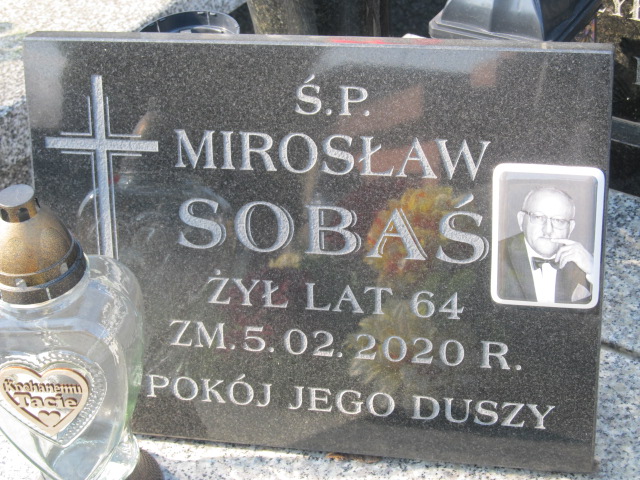 Ś.P.
MIROSŁAW
SOBAŚ
ŻYŁ LAT 64
ZM. 5. 02. 2020 R.
POKÓJ JEGO DUSZY
Kochanemu
Tacie